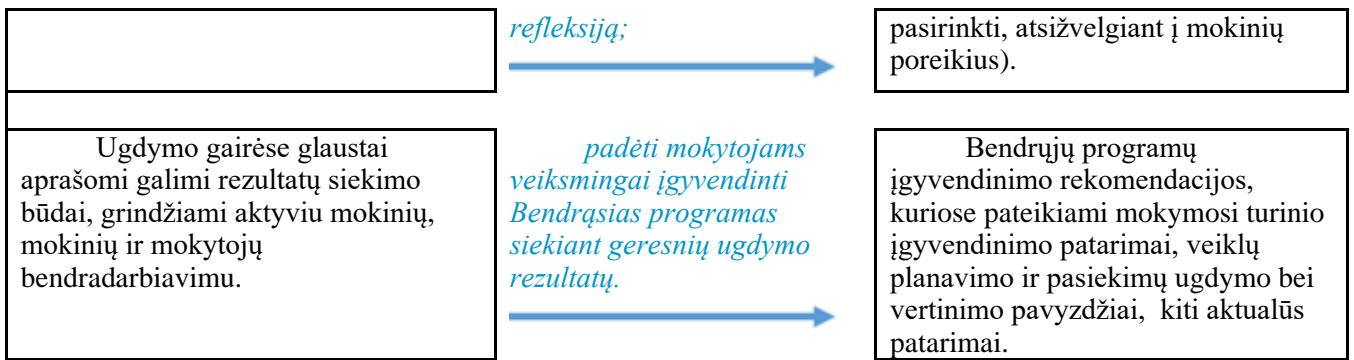 refleksiją;
pasirinkti, atsižvelgiant į mokinių
poreikius).
Ugdymo gairėse glaustai
aprašomi galimi rezultatų siekimo
būdai, grindžiami aktyviu mokinių,
mokinių ir mokytojų
bendradarbiavimu.
padėti mokytojams
veiksmingai įgyvendinti
Bendrąsias programas
siekiant geresnių ugdymo
rezultatų.
Bendrųjų programų
įgyvendinimo rekomendacijos,
kuriose pateikiami mokymosi turinio
įgyvendinimo patarimai, veiklų
planavimo ir pasiekimų ugdymo bei
vertinimo pavyzdžiai,  kiti aktualūs
patarimai.